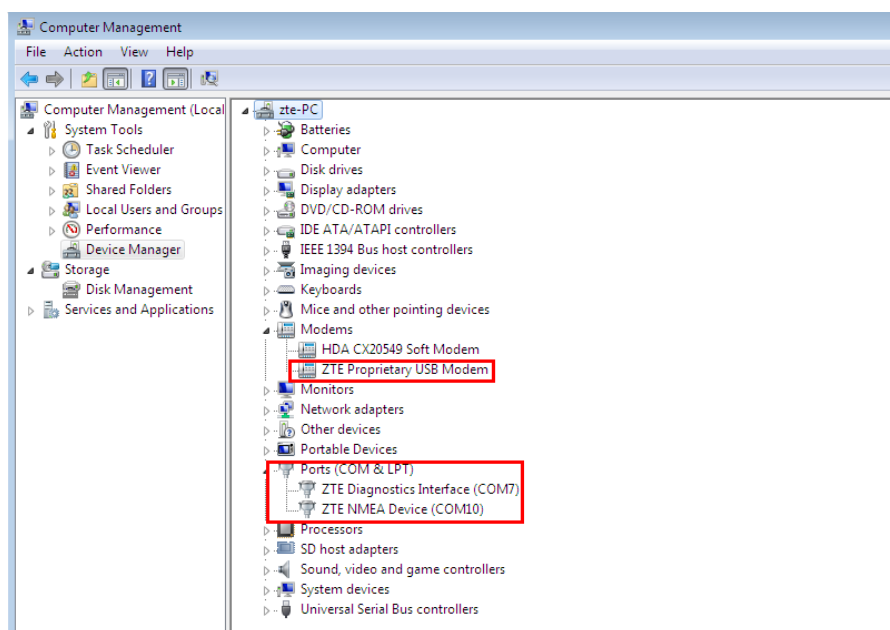 Computer Management
File Action View Help
Computer Management (Local
System Tools
Task Scheduler
Event Viewer
Shared Folders
Local Users and Groups
Performance
Device Manager
Storage
Disk Management
Services and Applications
zte-PC
Batteries
Computer
Disk drives
Display adapters
DVD/CD-ROM drives
IDE ATA/ATAPI controllers
IEEE 1394 Bus host controllers
Imaging devices
Keyboards
Mice and other pointing devices
Modems
HDA CX20549 Soft Modem
ZTE Proprietary USB Modem
Monitors
Network adapters
Other devices
Portable Devices
Ports (COM & LPT)
ZTE Diagnostics Interface (COM7)
ZTE NMEA Device (COM10)
Processors
SD host adapters
Sound, video and game controllers
System devices
Universal Serial Bus controllers